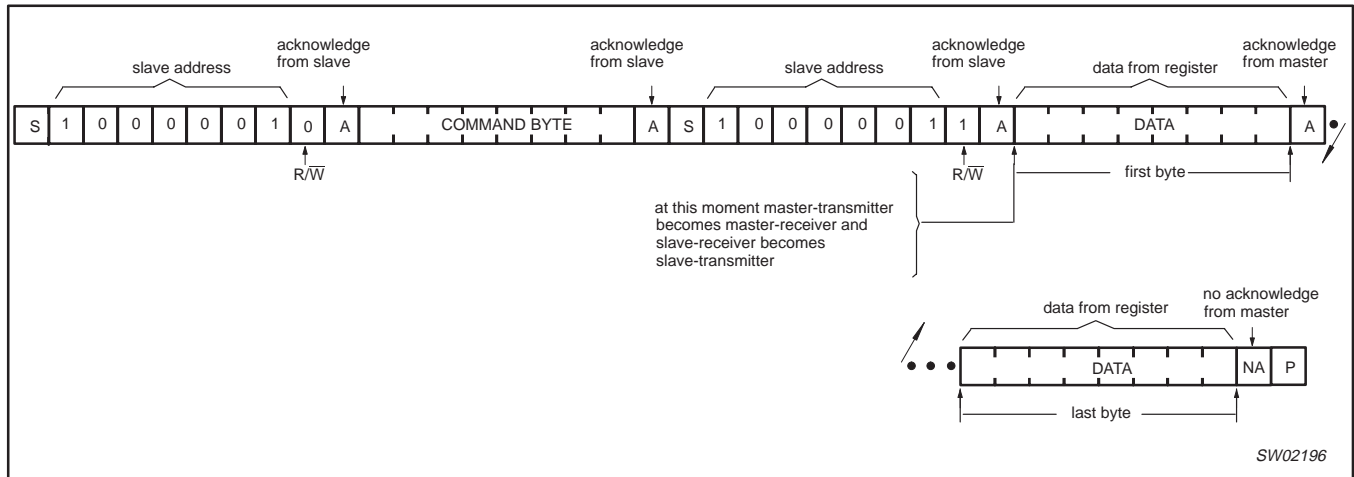 acknowledge from slave
acknowledge from slave
acknowledge from slave
acknowledge from master
slave address
slave address
data from register
S 1 0 0 0 0 0 1 0 A COMMAND BYTE A S 1 0 0 0 0 0 1 1 A DATA A
R/W̅
R/W̅
first byte
at this moment master-transmitter
becomes master-receiver and
slave-receiver becomes
slave-transmitter
data from register
no acknowledge from master
DATA NA P
last byte
SW02196